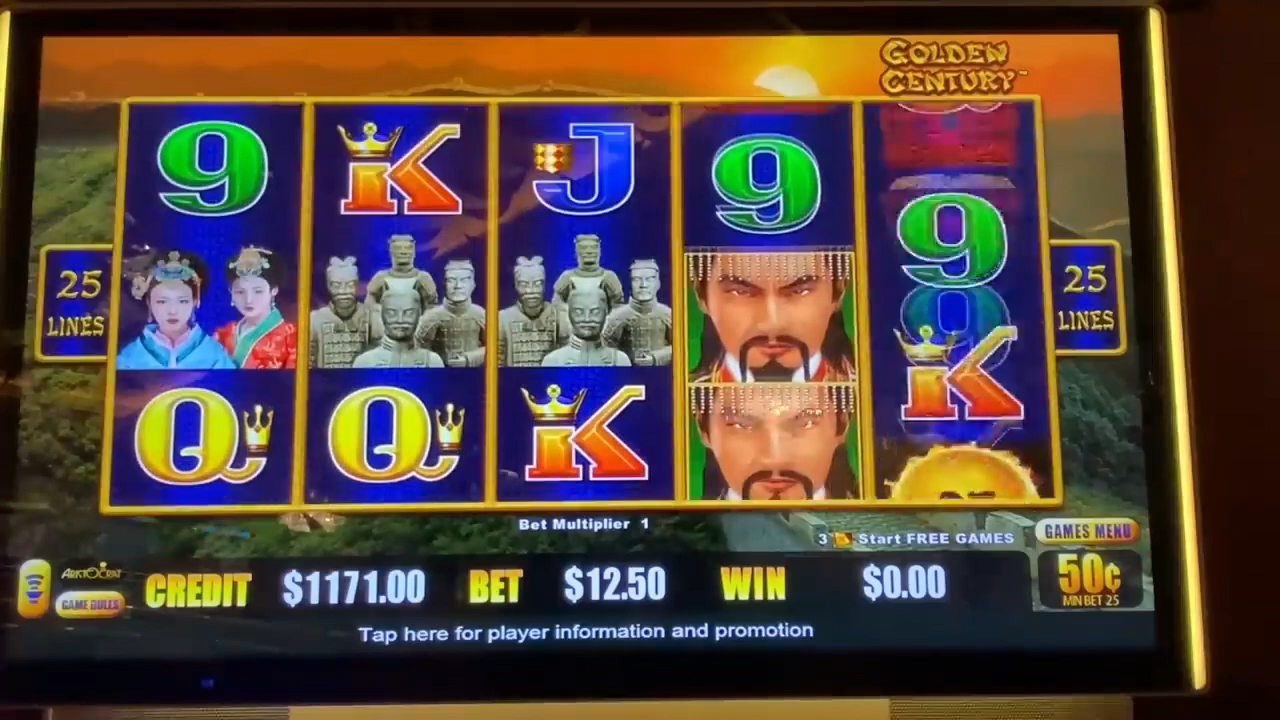 GOLDEN
CENTURY™
9 K J 9
9
25
LINES
25
LINES
K
Q Q K
Bet Multiplier 1
3 Start FREE GAMES
GAMES MENU
ARISTOCRAT
GAME RULES
CREDIT $1171.00 BET $12.50 WIN $0.00
50¢
MIN BET 25
Tap here for player information and promotion